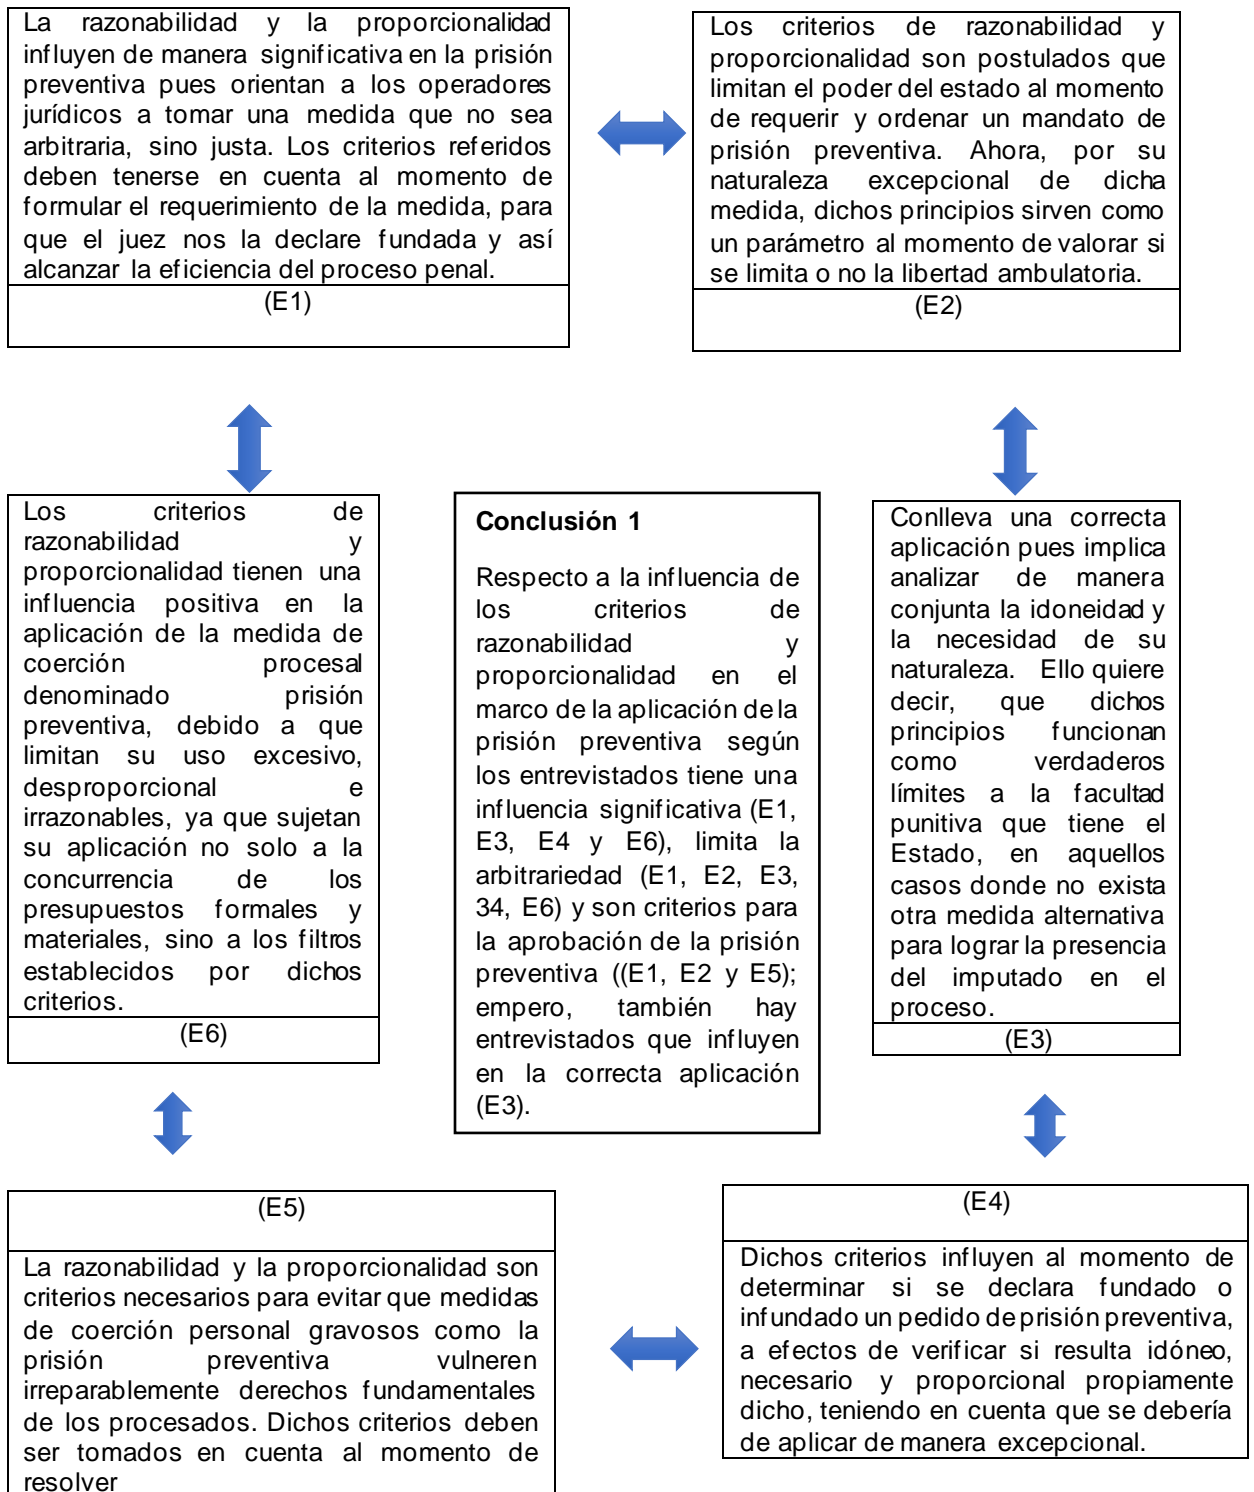 La razonabilidad y la proporcionalidad
influyen de manera significativa en la prisión
preventiva pues orientan a los operadores
jurídicos a tomar una medida que no sea
arbitraria, sino justa. Los criterios referidos
deben tenerse en cuenta al momento de
formular el requerimiento de la medida, para
que el juez nos la declare fundada y así
alcanzar la eficiencia del proceso penal.
(E1)
Los criterios de razonabilidad y
proporcionalidad son postulados que
limitan el poder del estado al momento
de requerir y ordenar un mandato de
prisión preventiva. Ahora, por su
naturaleza excepcional de dicha
medida, dichos principios sirven como
un parámetro al momento de valorar si
se limita o no la libertad ambulatoria.
(E2)
Los criterios de
razonabilidad y
proporcionalidad tienen una
influencia positiva en la
aplicación de la medida de
coerción procesal
denominado prisión
preventiva, debido a que
limitan su uso excesivo,
desproporcional e
irrazonables, ya que sujetan
su aplicación no solo a la
concurrencia de los
presupuestos formales y
materiales, sino a los filtros
establecidos por dichos
criterios.
(E6)
Conclusión 1
Respecto a la influencia de
los criterios de
razonabilidad y
proporcionalidad en el
marco de la aplicación de la
prisión preventiva según
los entrevistados tiene una
influencia significativa (E1,
E3, E4 y E6), limita la
arbitrariedad (E1, E2, E3,
34, E6) y son criterios para
la aprobación de la prisión
preventiva ((E1, E2 y E5);
empero, también hay
entrevistados que influyen
en la correcta aplicación
(E3).
Conlleva una correcta
aplicación pues implica
analizar de manera
conjunta la idoneidad y
la necesidad de su
naturaleza. Ello quiere
decir, que dichos
principios funcionan
como verdaderos
límites a la facultad
punitiva que tiene el
Estado, en aquellos
casos donde no exista
otra medida alternativa
para lograr la presencia
del imputado en el
proceso.
(E3)
(E5)
La razonabilidad y la proporcionalidad son
criterios necesarios para evitar que medidas
de coerción personal gravosos como la
prisión preventiva vulneren
irreparablemente derechos fundamentales
de los procesados. Dichos criterios deben
ser tomados en cuenta al momento de
resolver
(E4)
Dichos criterios influyen al momento de
determinar si se declara fundado o
infundado un pedido de prisión preventiva,
a efectos de verificar si resulta idóneo,
necesario y proporcional propiamente
dicho, teniendo en cuenta que se debería
de aplicar de manera excepcional.